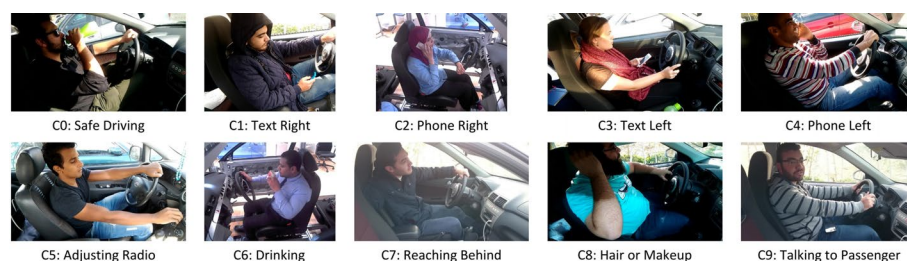 C0: Safe Driving
C1: Text Right
C2: Phone Right
C3: Text Left
C4: Phone Left
C5: Adjusting Radio
C6: Drinking
C7: Reaching Behind
C8: Hair or Makeup
C9: Talking to Passenger